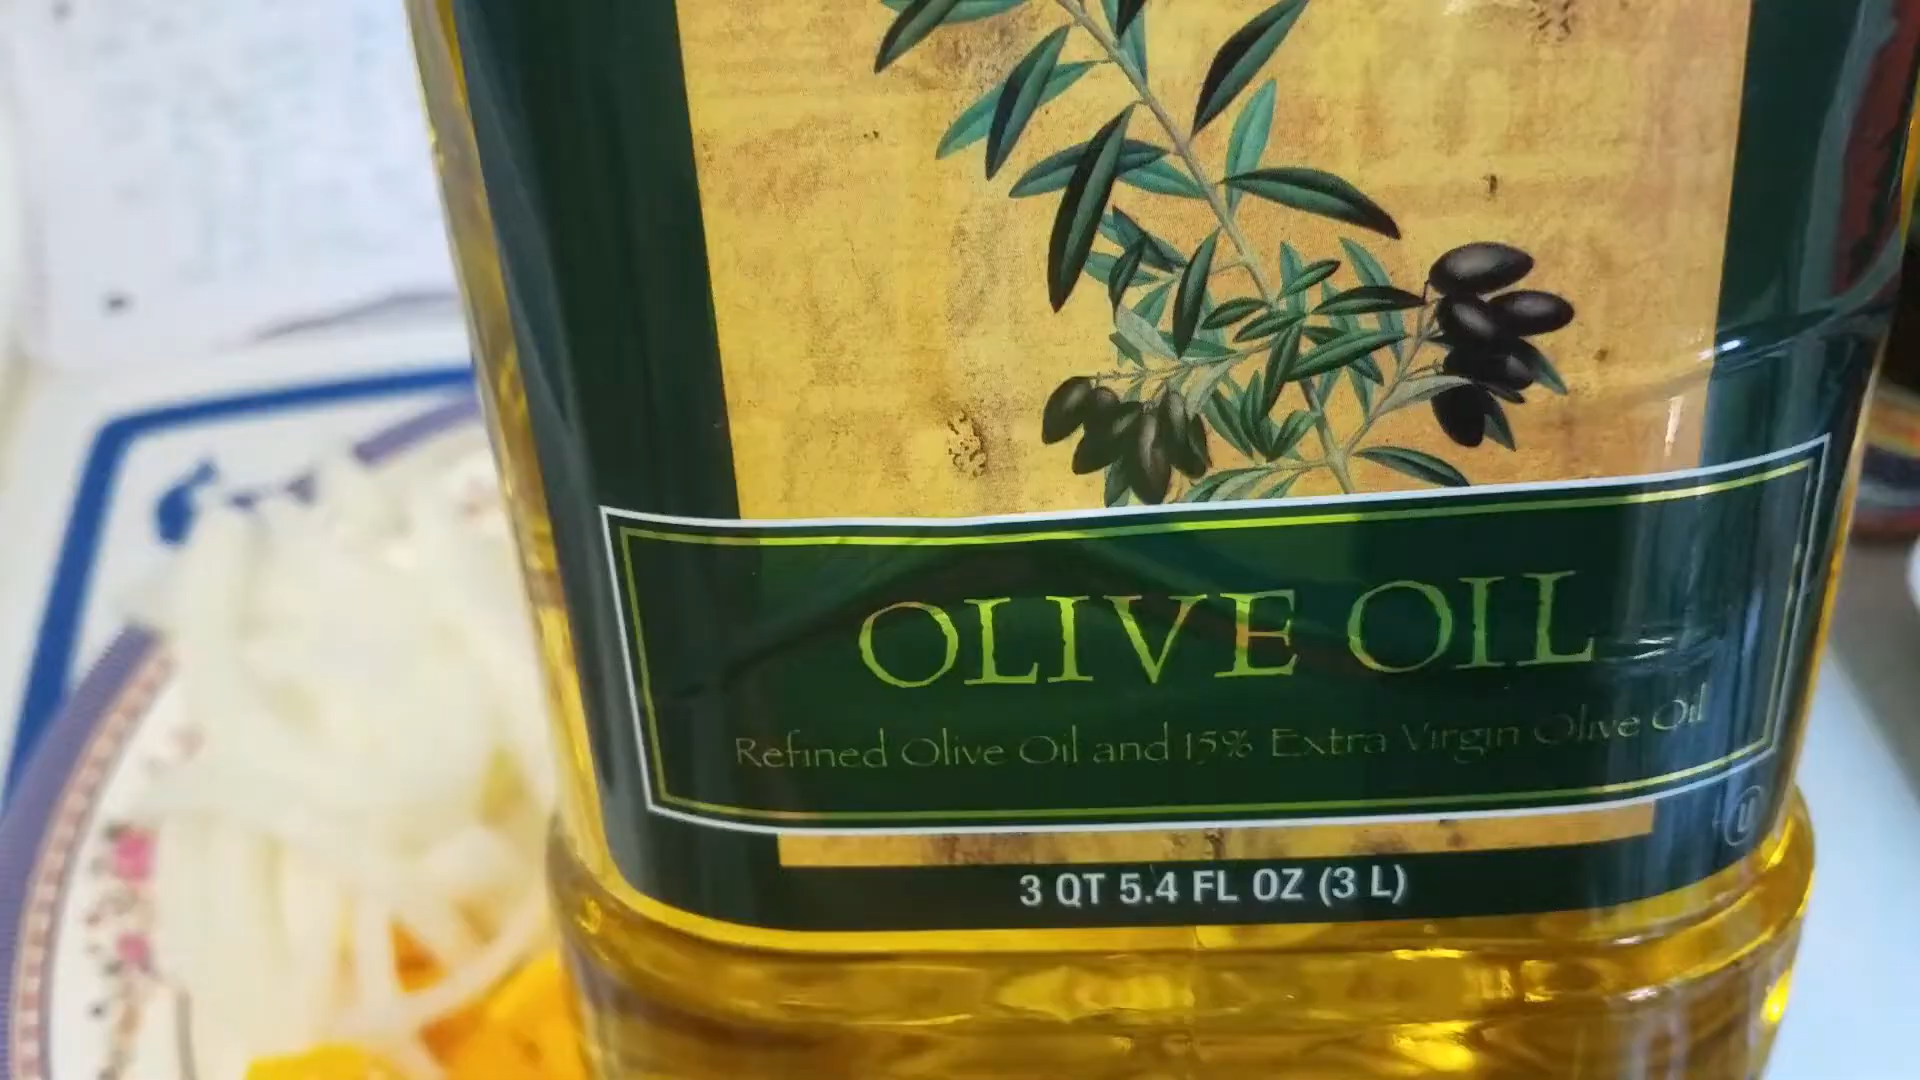 OLIVE OIL
Refined Olive Oil and 15% Extra Virgin Olive Oil
U
3 QT 5.4 FL OZ (3 L)